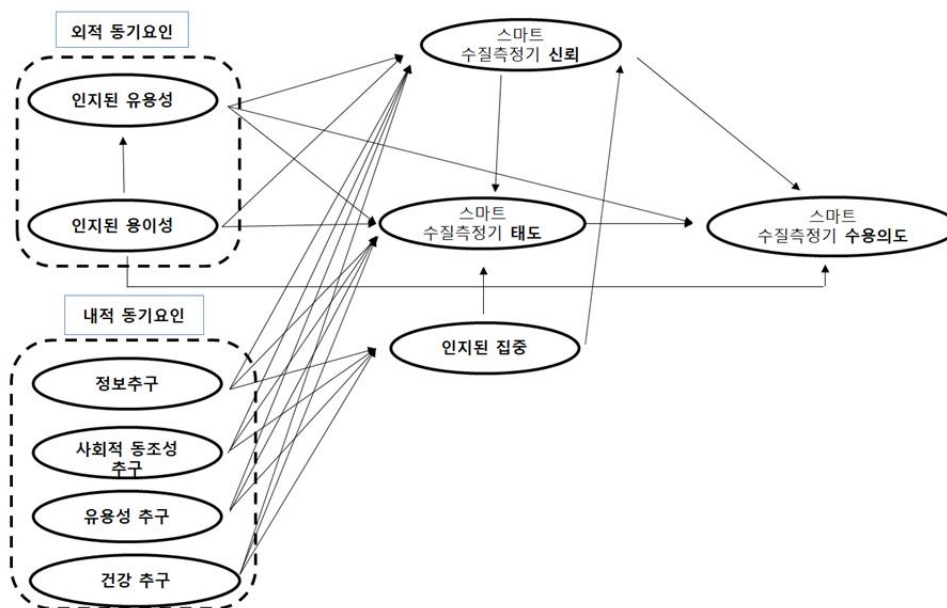 외적 동기요인
인지된 유용성
인지된 용이성
스마트
수질측정기 신뢰
스마트
수질측정기 태도
스마트
수질측정기 수용의도
인지된 집중
내적 동기요인
정보추구
사회적 동조성
추구
유용성 추구
건강 추구